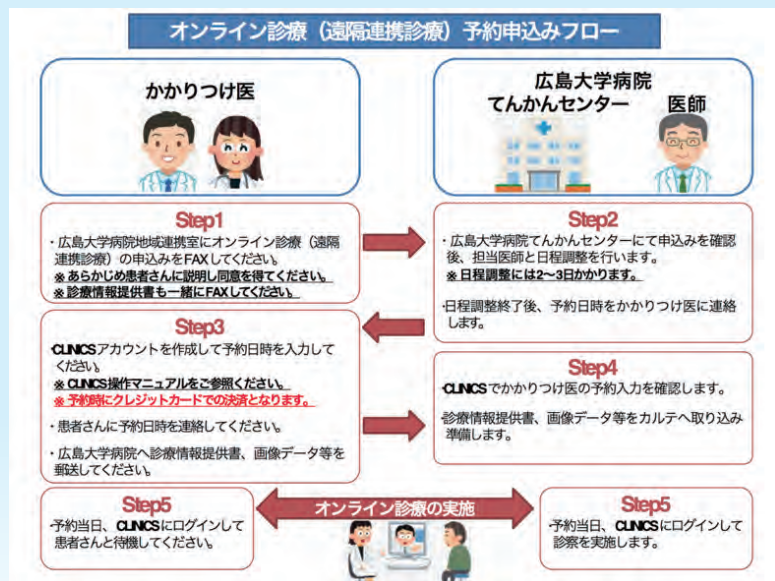 オンライン診療（遠隔連携診療）予約申込みフロー
かかりつけ医
広島大学病院
てんかんセンター
医師
Step1
・広島大学病院地域連携室にオンライン診療（遠隔
連携診療）の申込みをFAXしてください。
※ あらかじめ患者さんに説明し同意を得てください。
※ 診療情報提供書も一緒にFAXしてください。
Step2
・広島大学病院てんかんセンターにて申込みを確認
後、担当医師と日程調整を行います。
※ 日程調整には2〜3日かかります。
・日程調整終了後、予約日時をかかりつけ医に連絡
します。
Step3
・CLINICSアカウントを作成して予約日時を入力して
ください。
※ CLINICS操作マニュアルをご参照ください。
※ 予約時にクレジットカードでの決済となります。
・患者さんに予約日時を連絡してください。
・広島大学病院へ診療情報提供書、画像データ等を
郵送してください。
Step4
・CLINICSでかかりつけ医の予約入力を確認します。
・診療情報提供書、画像データ等をカルテへ取り込み
準備します。
Step5
・予約当日、CLINICSにログインして
患者さんと待機してください。
オンライン診療の実施
Step5
・予約当日、CLINICSにログインして
診察を実施します。